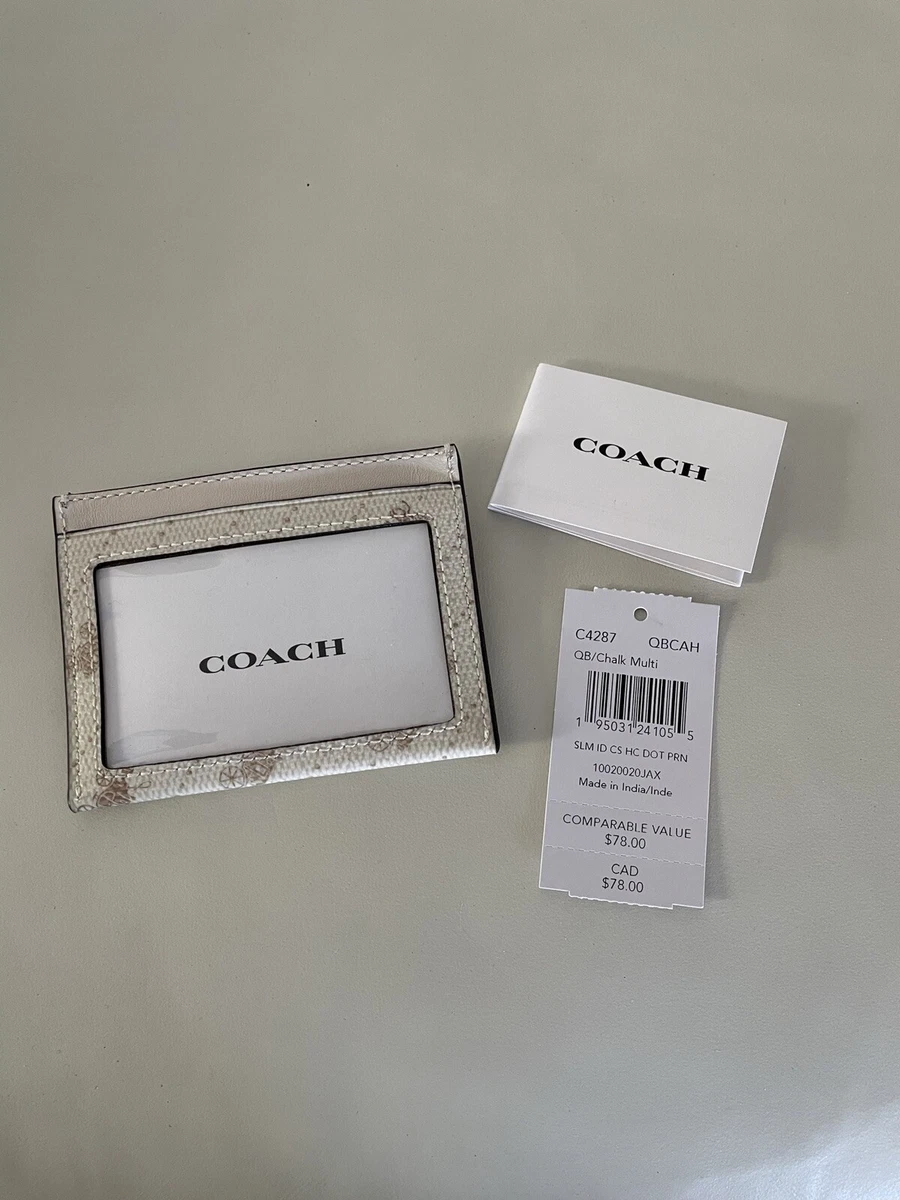 COACH
COACH
C4287 QBCAH
QB/Chalk Multi
1 95031 24105 5
SLM ID CS HC DOT PRN
10020020JAX
Made in India/Inde
COMPARABLE VALUE
$78.00
CAD
$78.00